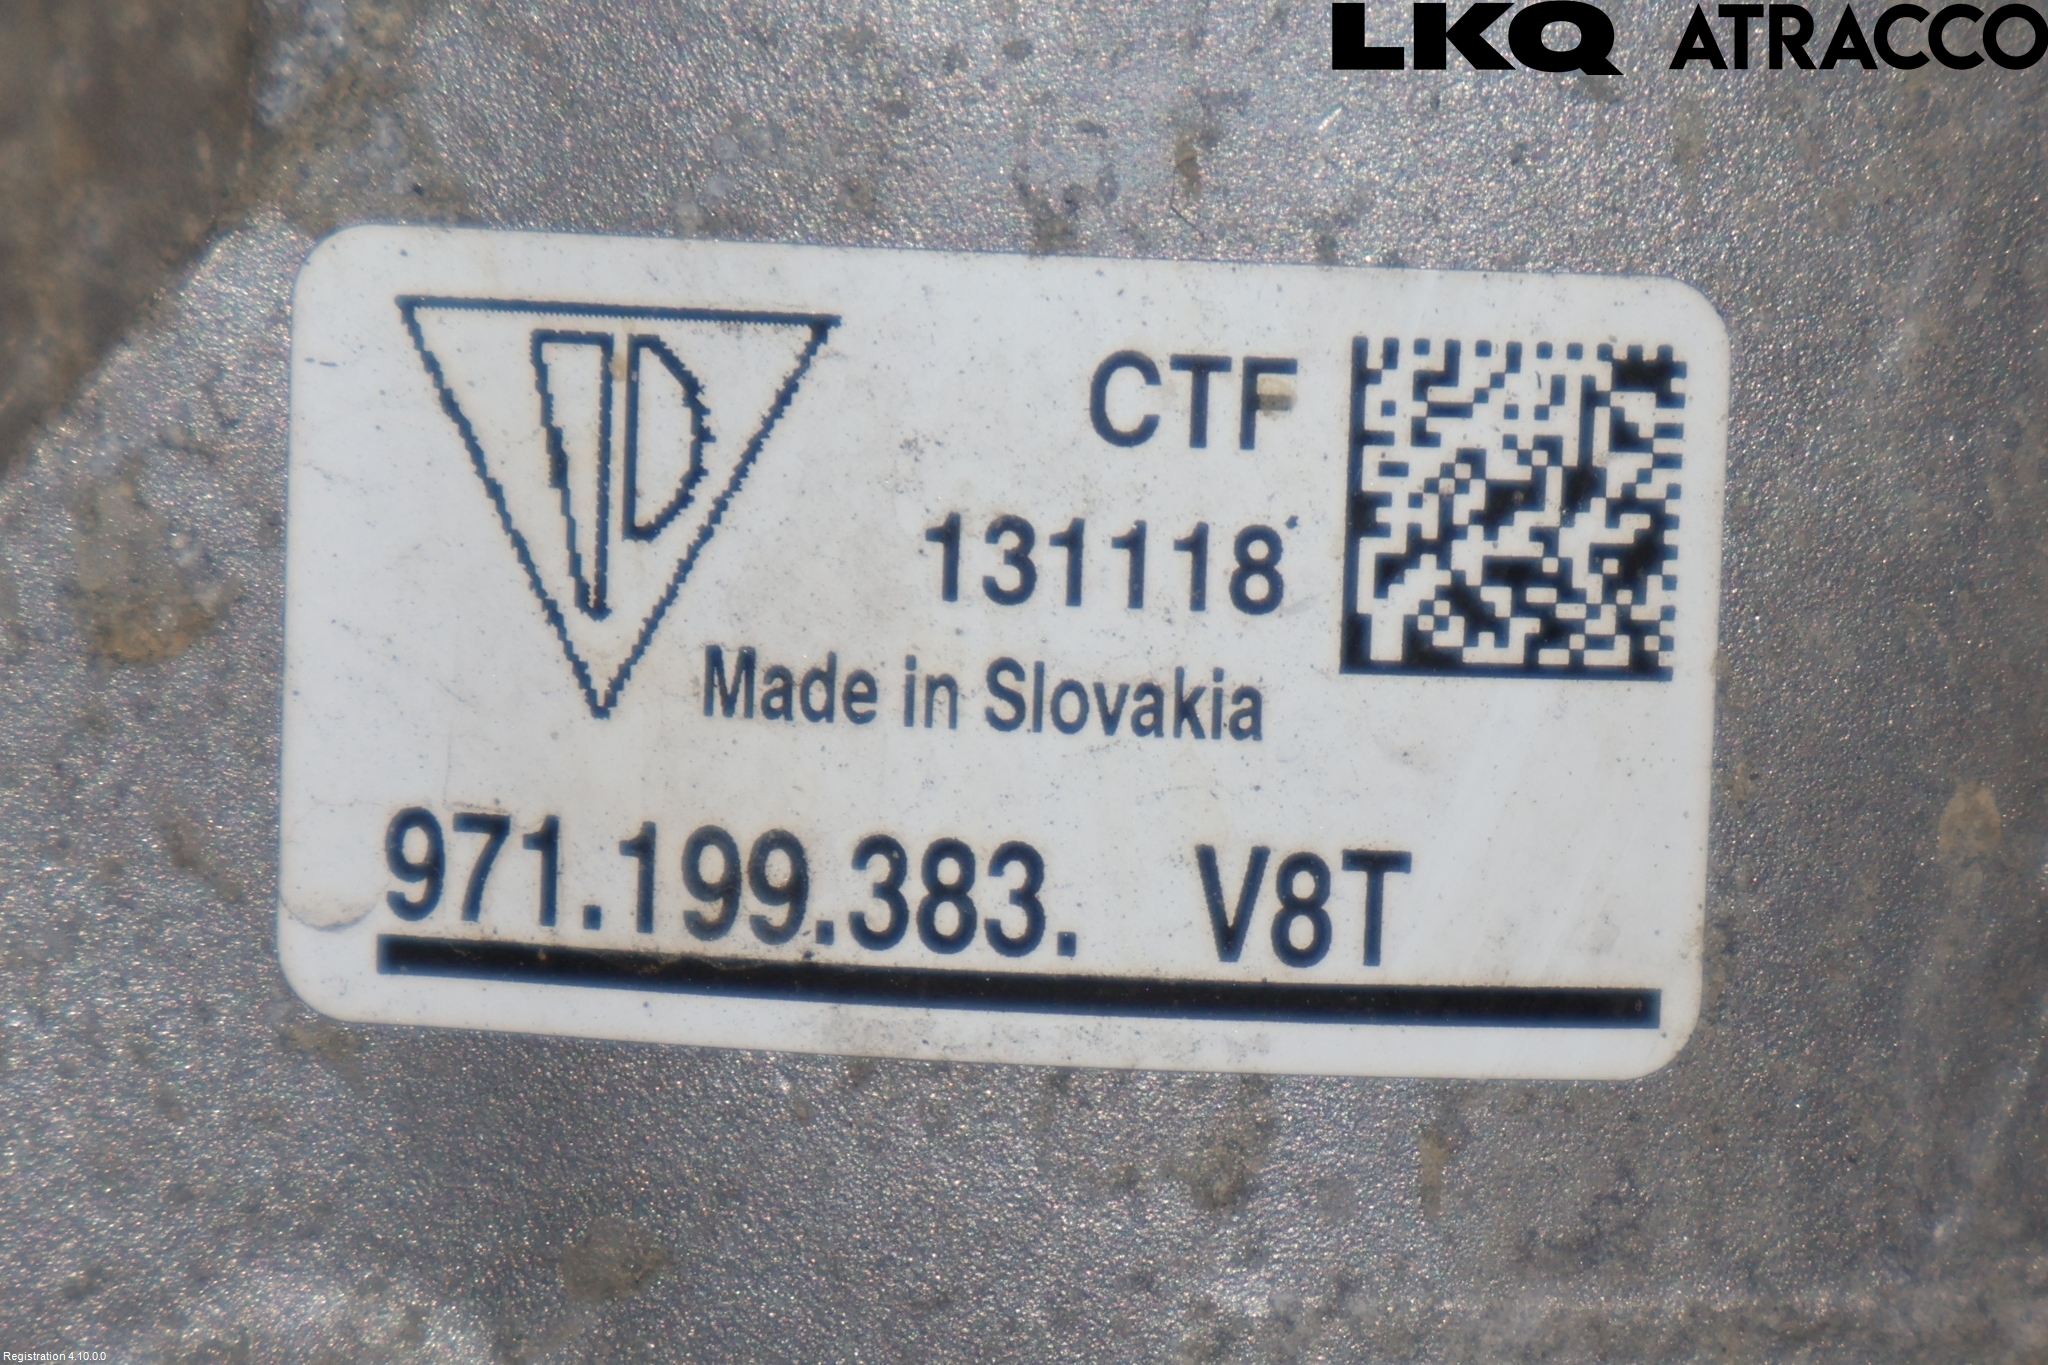 LKQ ATRACCO
CTF
131118
Made in Slovakia
971.199.383. V8T
Registration 4.10.0.0